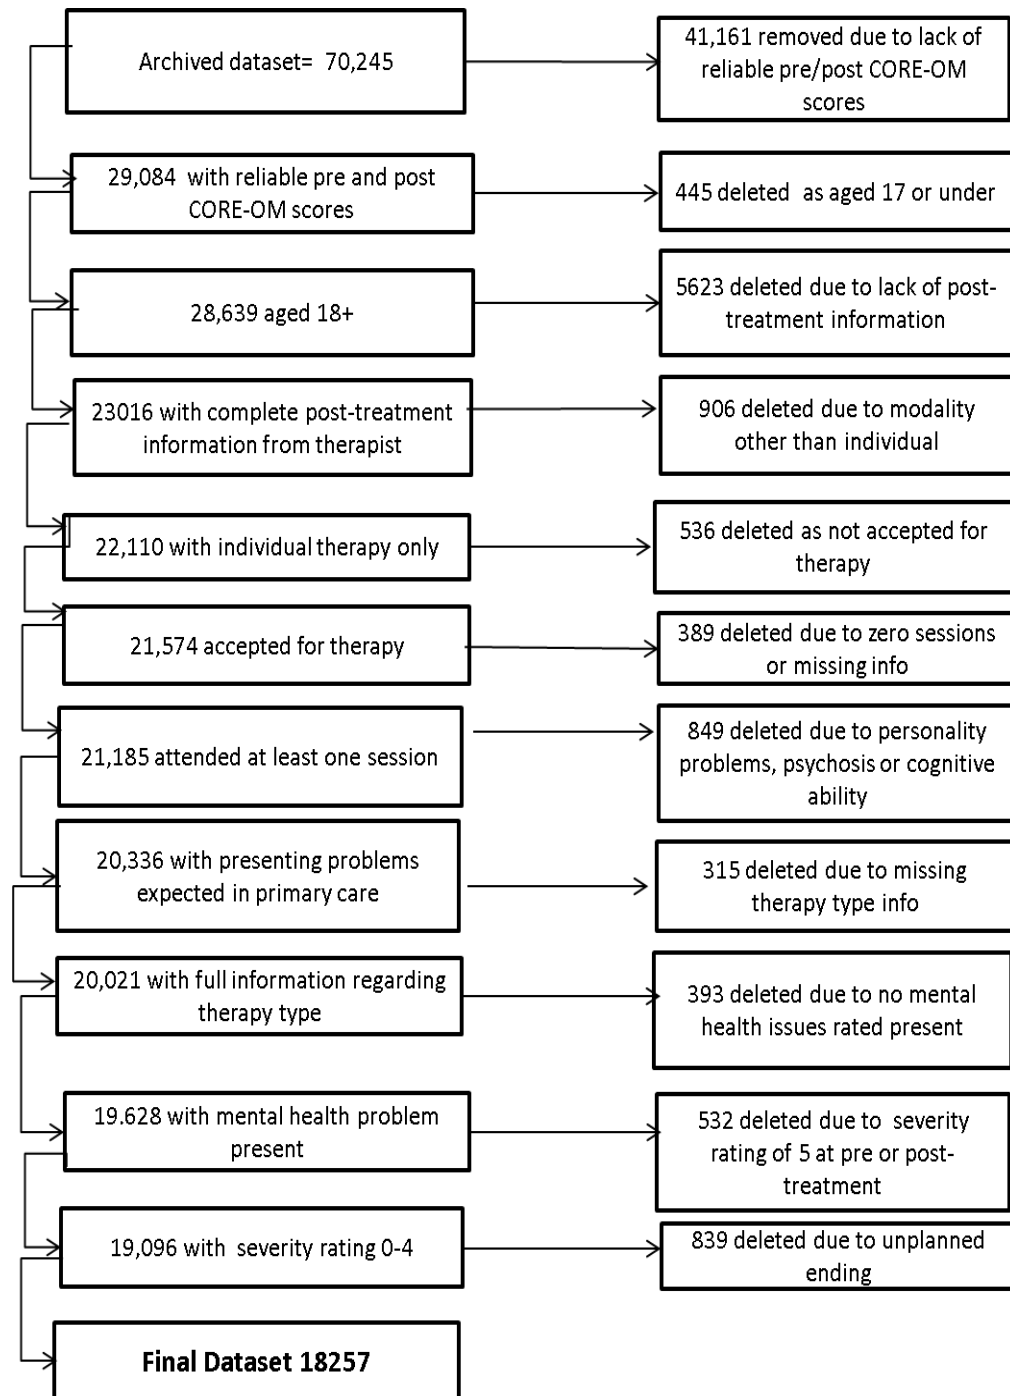 Archived dataset= 70,245
41,161 removed due to lack of
reliable pre/post CORE-OM
scores
29,084 with reliable pre and post
CORE-OM scores
445 deleted as aged 17 or under
28,639 aged 18+
5623 deleted due to lack of post-
treatment information
23016 with complete post-treatment
information from therapist
906 deleted due to modality
other than individual
22,110 with individual therapy only
536 deleted as not accepted for
therapy
21,574 accepted for therapy
389 deleted due to zero sessions
or missing info
21,185 attended at least one session
849 deleted due to personality
problems, psychosis or cognitive
ability
20,336 with presenting problems
expected in primary care
315 deleted due to missing
therapy type info
20,021 with full information regarding
therapy type
393 deleted due to no mental
health issues rated present
19.628 with mental health problem
present
532 deleted due to severity
rating of 5 at pre or post-
treatment
19,096 with severity rating 0-4
839 deleted due to unplanned
ending
Final Dataset 18257